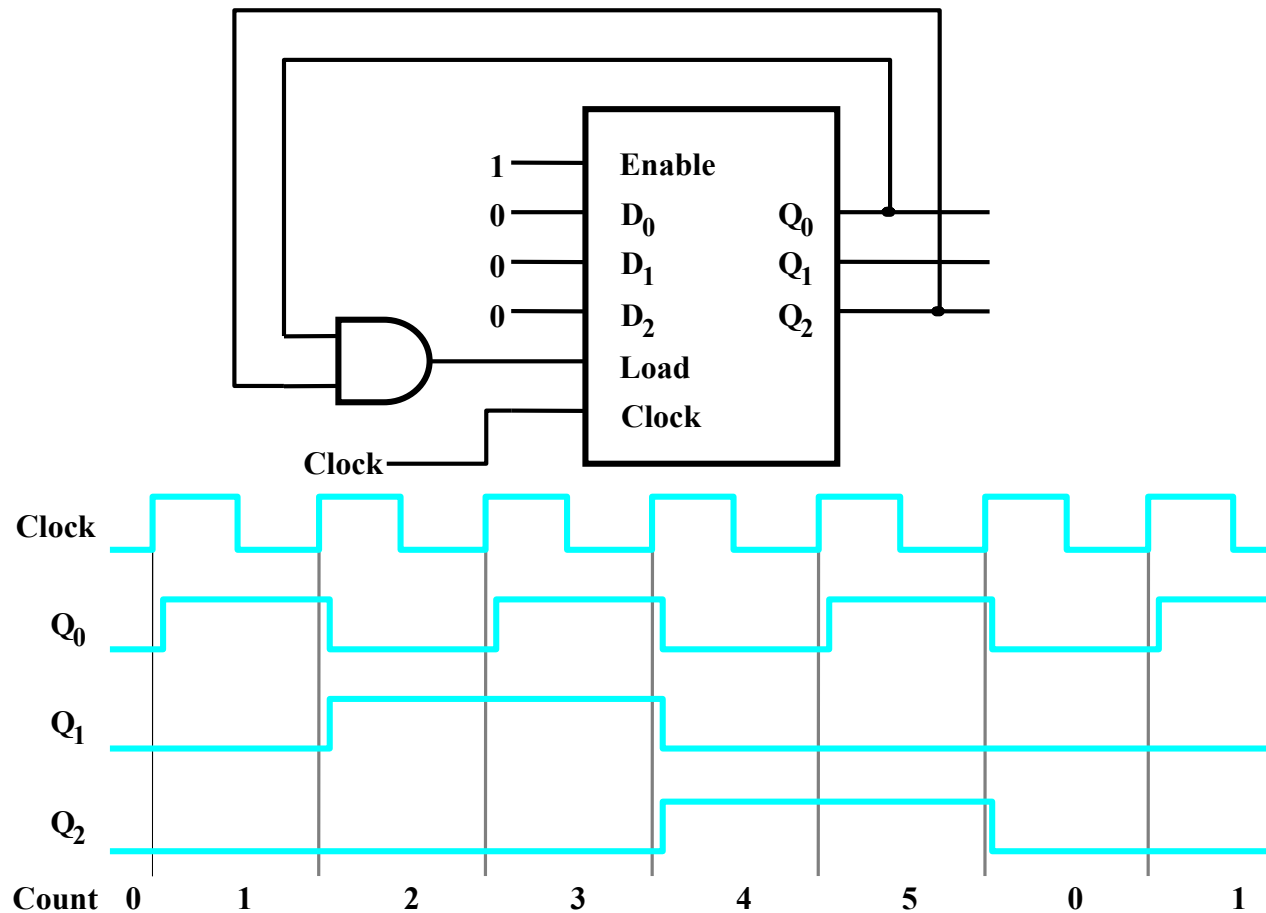 1 Enable
0 D0 Q0
0 D1 Q1
0 D2 Q2
Load
Clock
Clock
Clock
Q0
Q1
Q2
Count 0 1 2 3 4 5 0 1